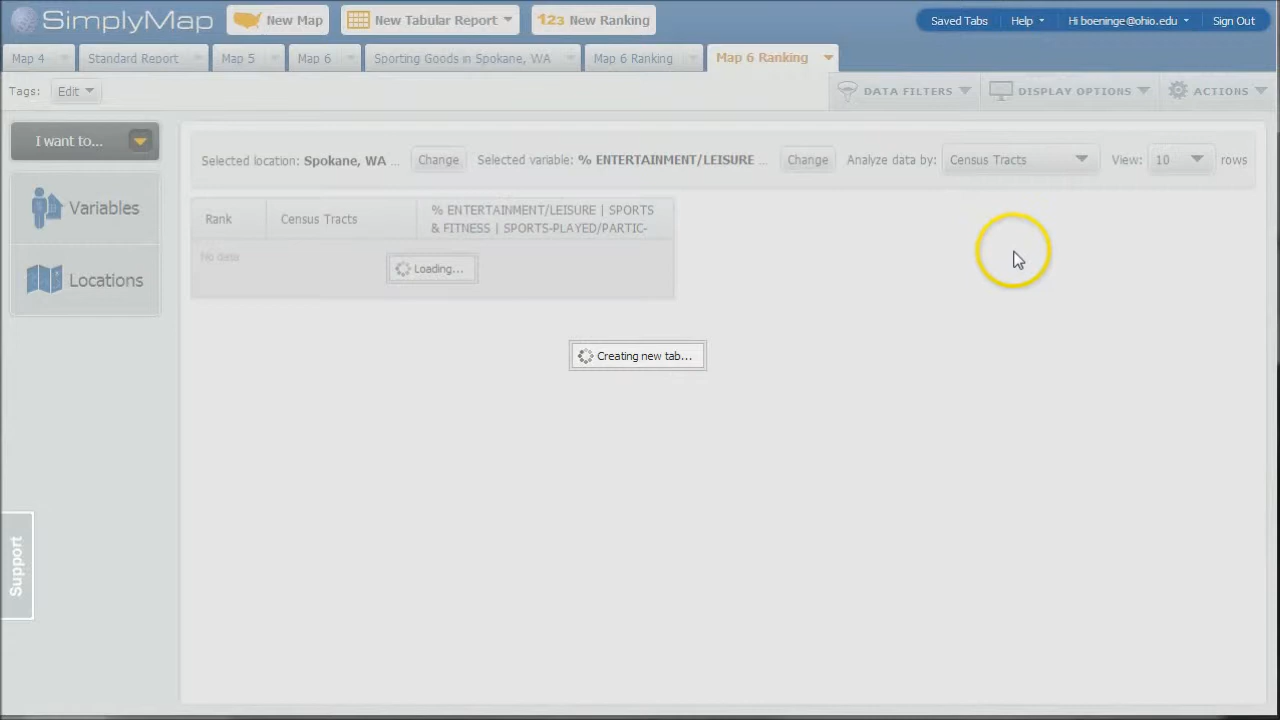 SimplyMap New Map New Tabular Report 123 New Ranking Saved Tabs Help Hi boeninge@ohio.edu Sign Out
Map 4 Standard Report Map 5 Map 6 Sporting Goods in Spokane, WA Map 6 Ranking Map 6 Ranking
Tags: Edit DATA FILTERS DISPLAY OPTIONS ACTIONS
I want to...
Variables
Locations
Selected location: Spokane, WA ... Change Selected variable: % ENTERTAINMENT/LEISURE ... Change Analyze data by: Census Tracts View: 10 rows
Rank Census Tracts % ENTERTAINMENT/LEISURE | SPORTS
& FITNESS | SPORTS-PLAYED/PARTIC-
No data
Loading...
Creating new tab...
Support